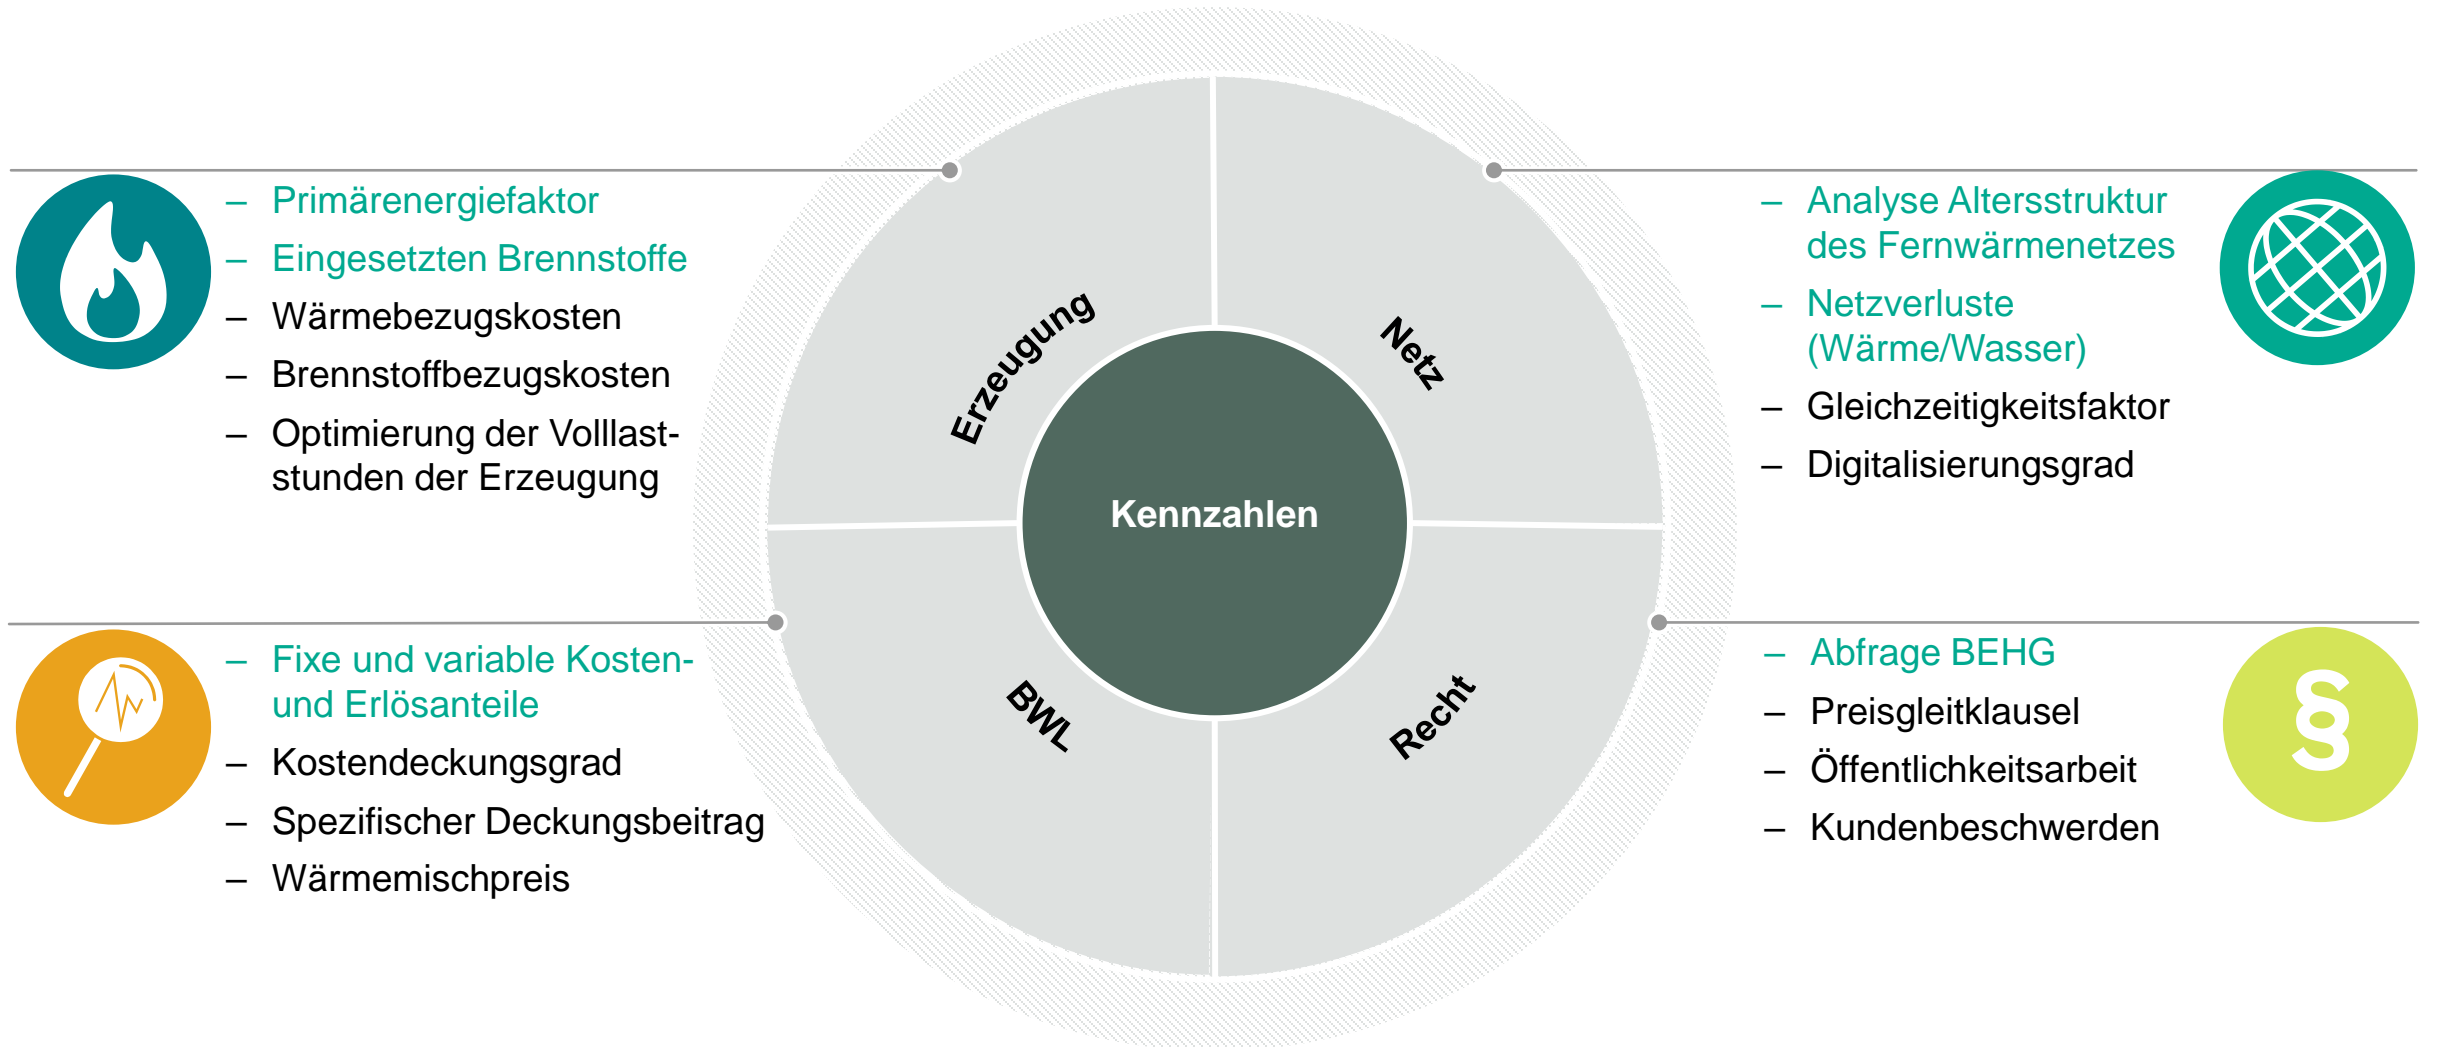 – Primärenergiefaktor
– Eingesetzten Brennstoffe
– Wärmebezugskosten
– Brennstoffbezugskosten
– Optimierung der Volllast-
stunden der Erzeugung
– Analyse Altersstruktur
des Fernwärmenetzes
– Netzverluste
(Wärme/Wasser)
– Gleichzeitigkeitsfaktor
– Digitalisierungsgrad
Erzeugung
Netz
Kennzahlen
BWL
Recht
– Fixe und variable Kosten-
und Erlösanteile
– Kostendeckungsgrad
– Spezifischer Deckungsbeitrag
– Wärmemischpreis
– Abfrage BEHG
– Preisgleitklausel
– Öffentlichkeitsarbeit
– Kundenbeschwerden
§